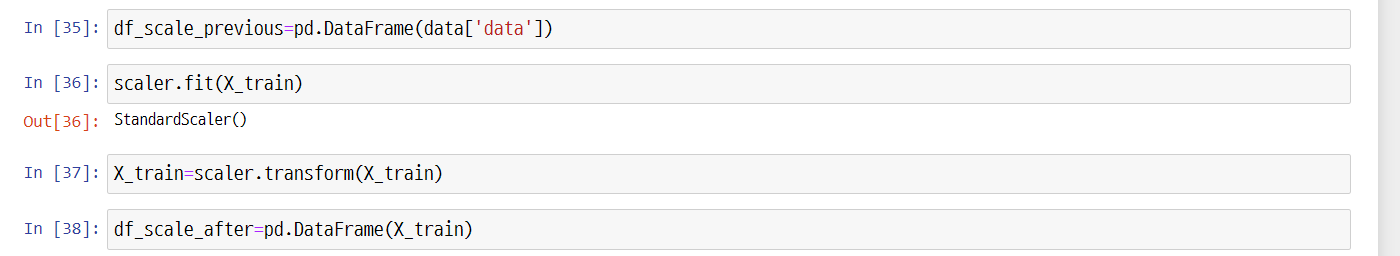 In [35]: df_scale_previous=pd.DataFrame(data['data'])
In [36]: scaler.fit(X_train)
Out[36]: StandardScaler()
In [37]: X_train=scaler.transform(X_train)
In [38]: df_scale_after=pd.DataFrame(X_train)